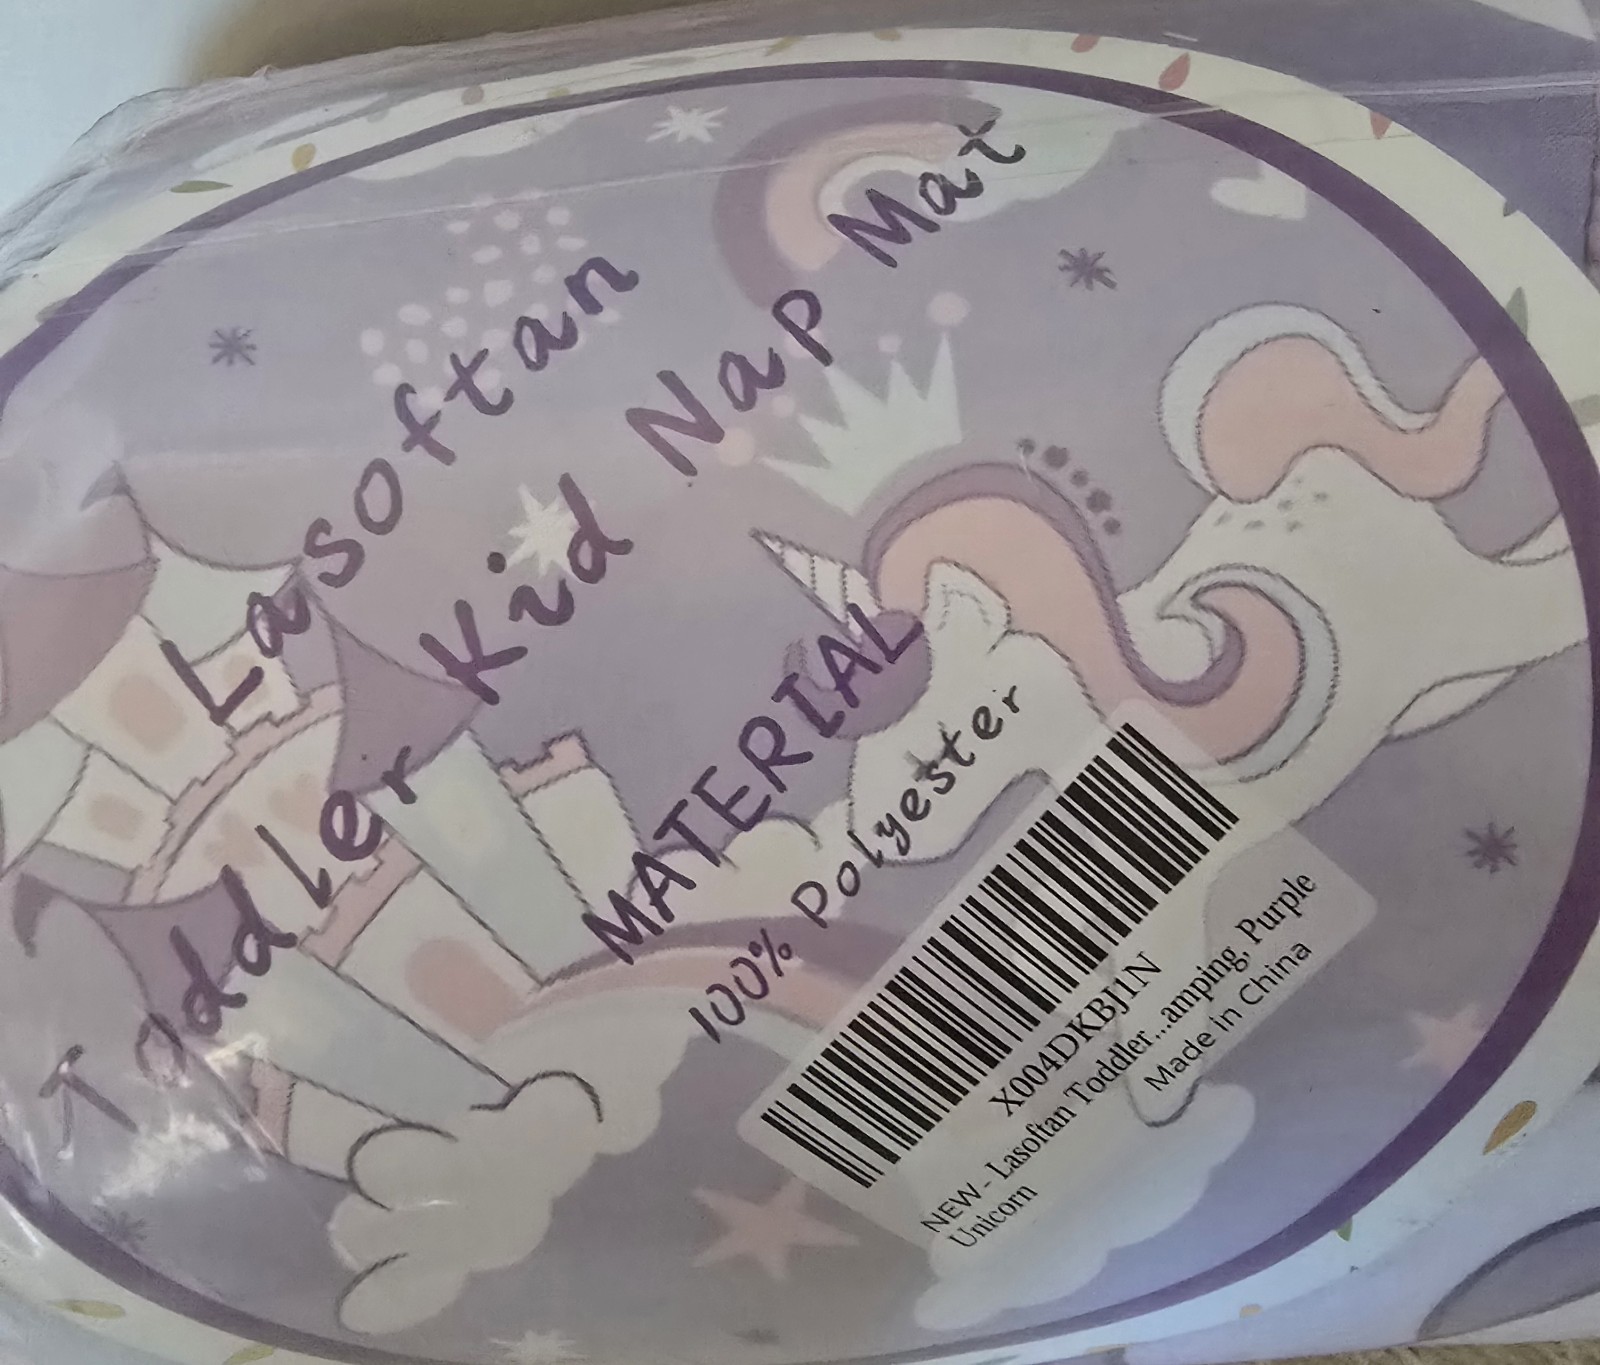 Lasoftan
Toddler Kid Nap Mat
MATERIAL
100% Polyester
X004DKBJ1N
NEW - Lasoftan Toddler...amping, Purple
Unicorn
Made in China